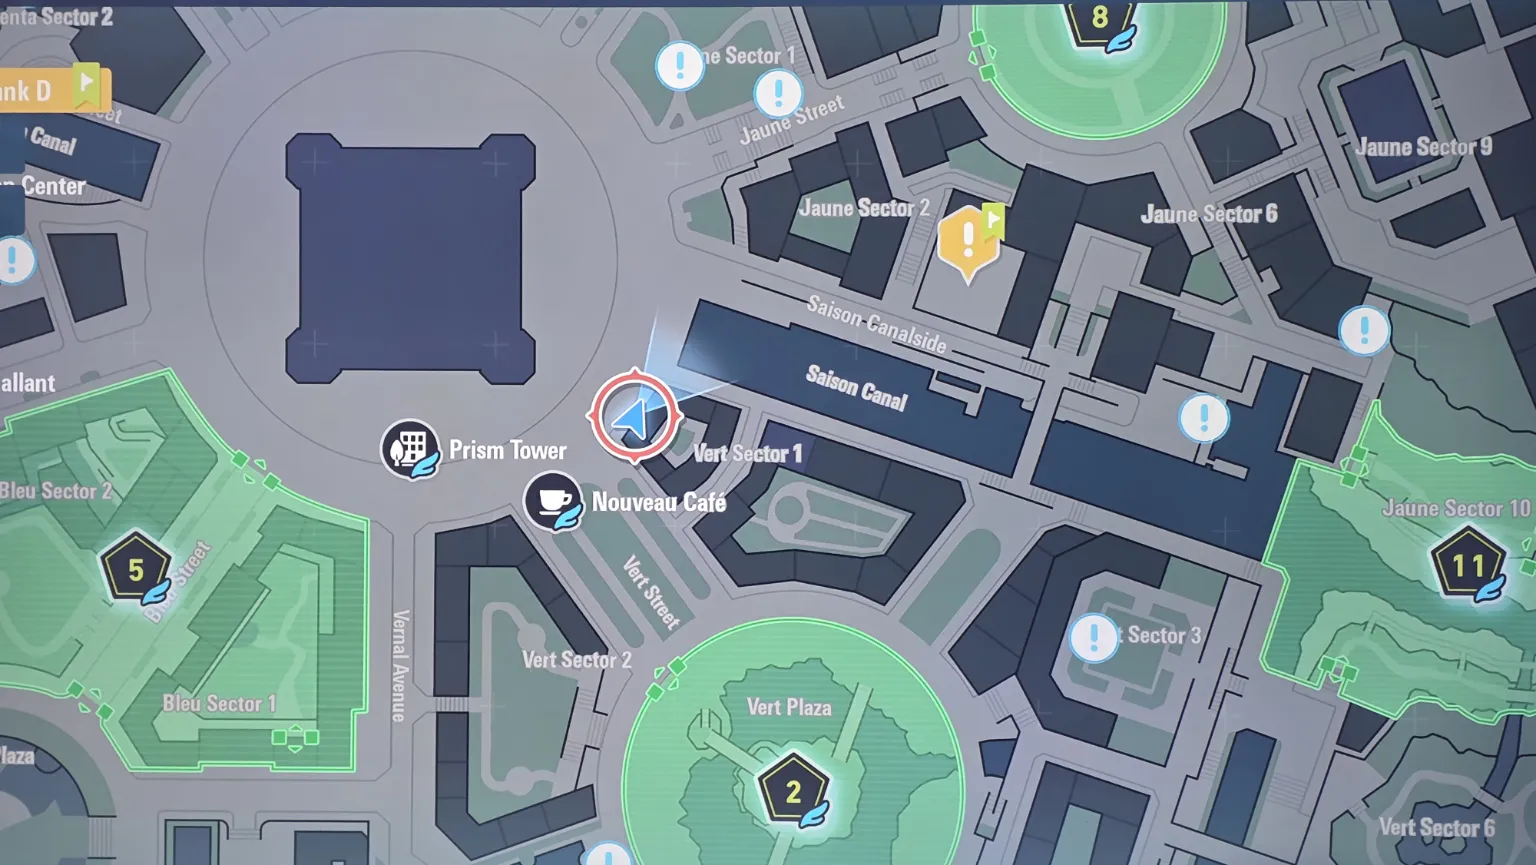 8
Sector 1
Jaune Street
Sector 2
nk D
Canal
Center
Jaune Sector 9
Jaune Sector 2
Jaune Sector 6
Saison Canalside
Saison Canal
allant
Prism Tower
Vert Sector 1
Nouveau Café
Bleu Sector 2
Jaune Sector 10
5
Street
11
Vert Street
Vernal Avenue
Sector 3
Vert Sector 2
Bleu Sector 1
Vert Plaza
laza
2
Vert Sector 6